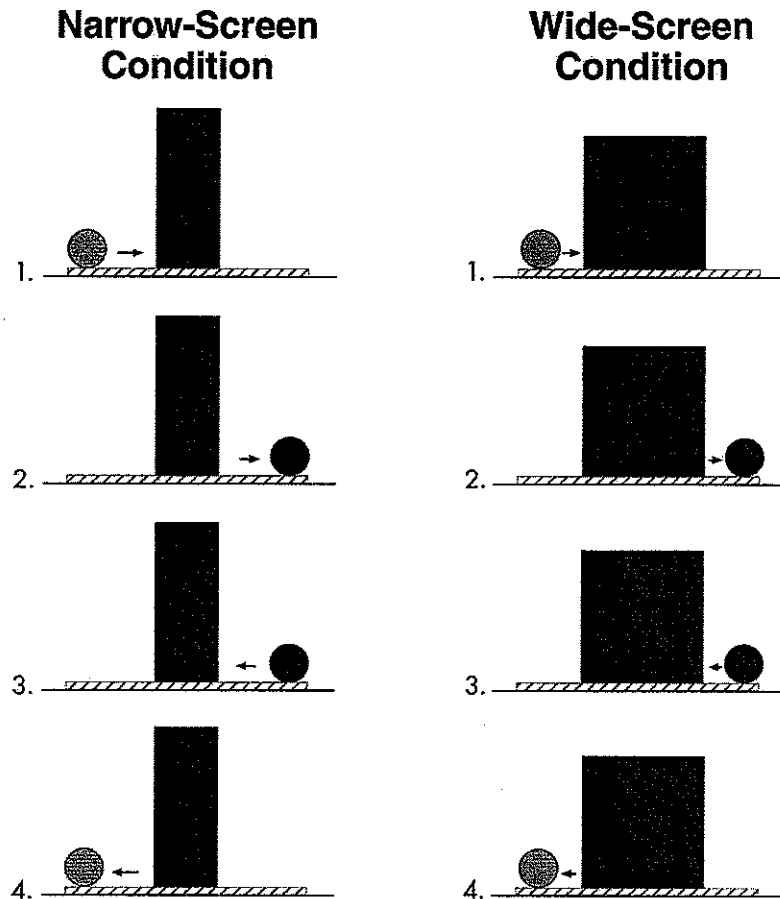 Narrow-Screen
Condition
1.
2.
3.
4.
Wide-Screen
Condition
1.
2.
3.
4.